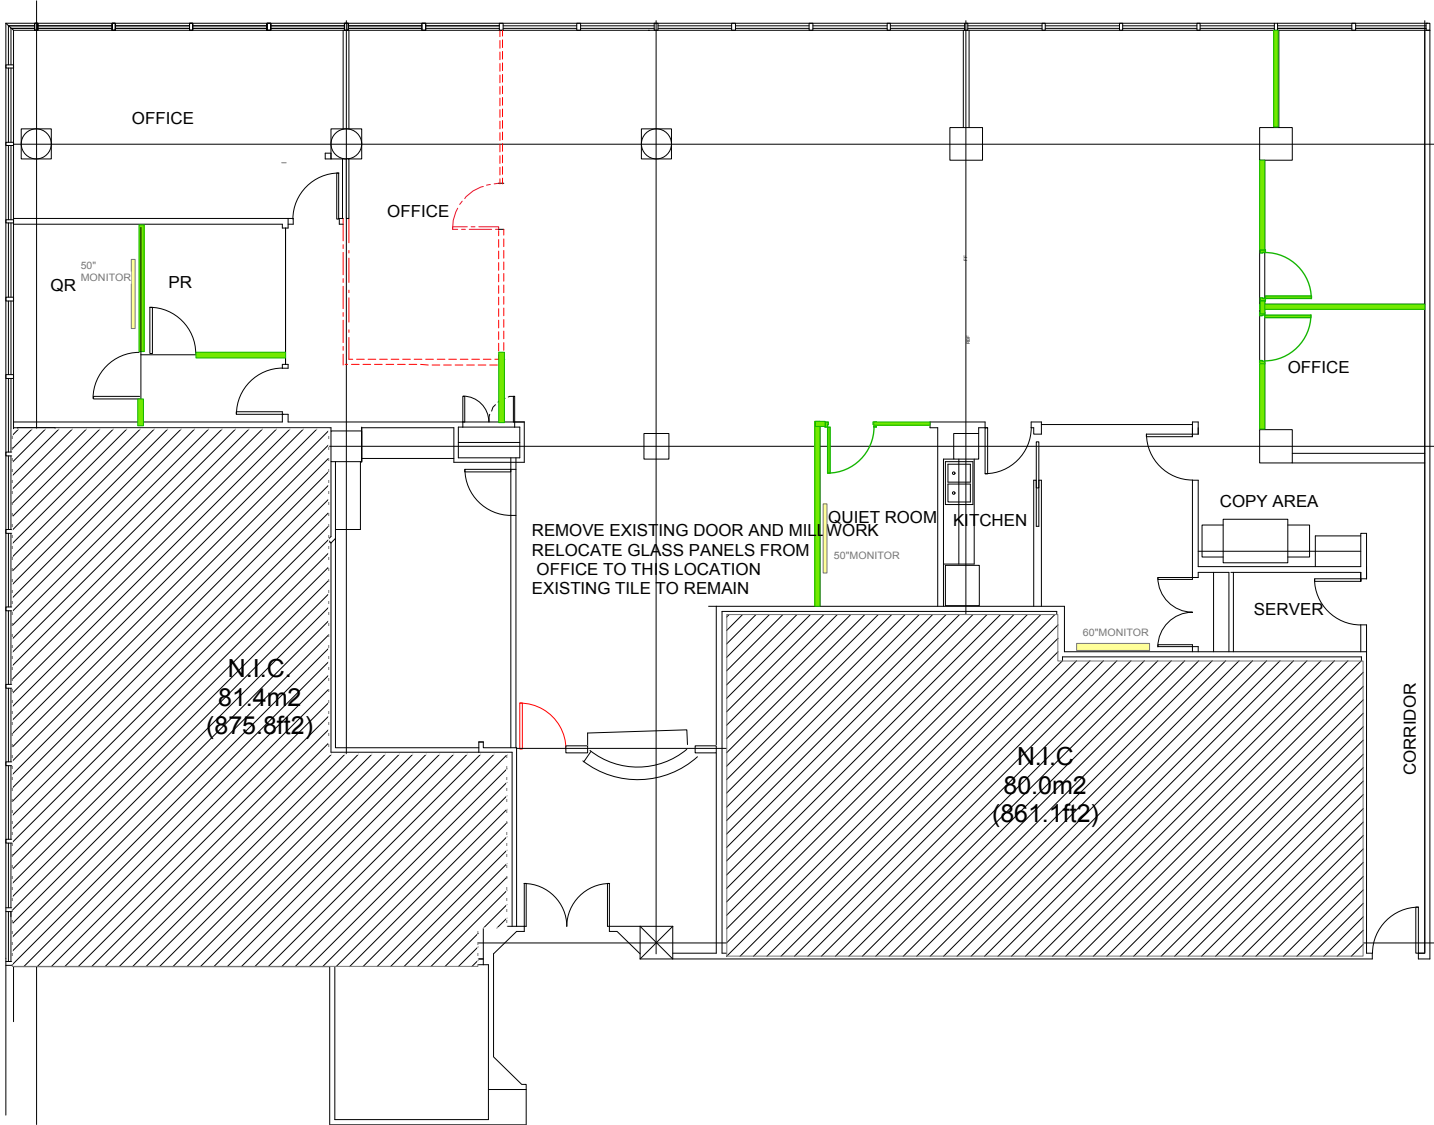 OFFICE
OFFICE
50"
MONITOR
QR
PR
OFFICE
COPY AREA
QUIET ROOM
KITCHEN
REMOVE EXISTING DOOR AND MILLWORK
RELOCATE GLASS PANELS FROM
OFFICE TO THIS LOCATION
EXISTING TILE TO REMAIN
50"MONITOR
SERVER
60"MONITOR
N.I.C.
81.4m2
(875.8ft2)
N.I.C
80.0m2
(861.1ft2)
CORRIDOR